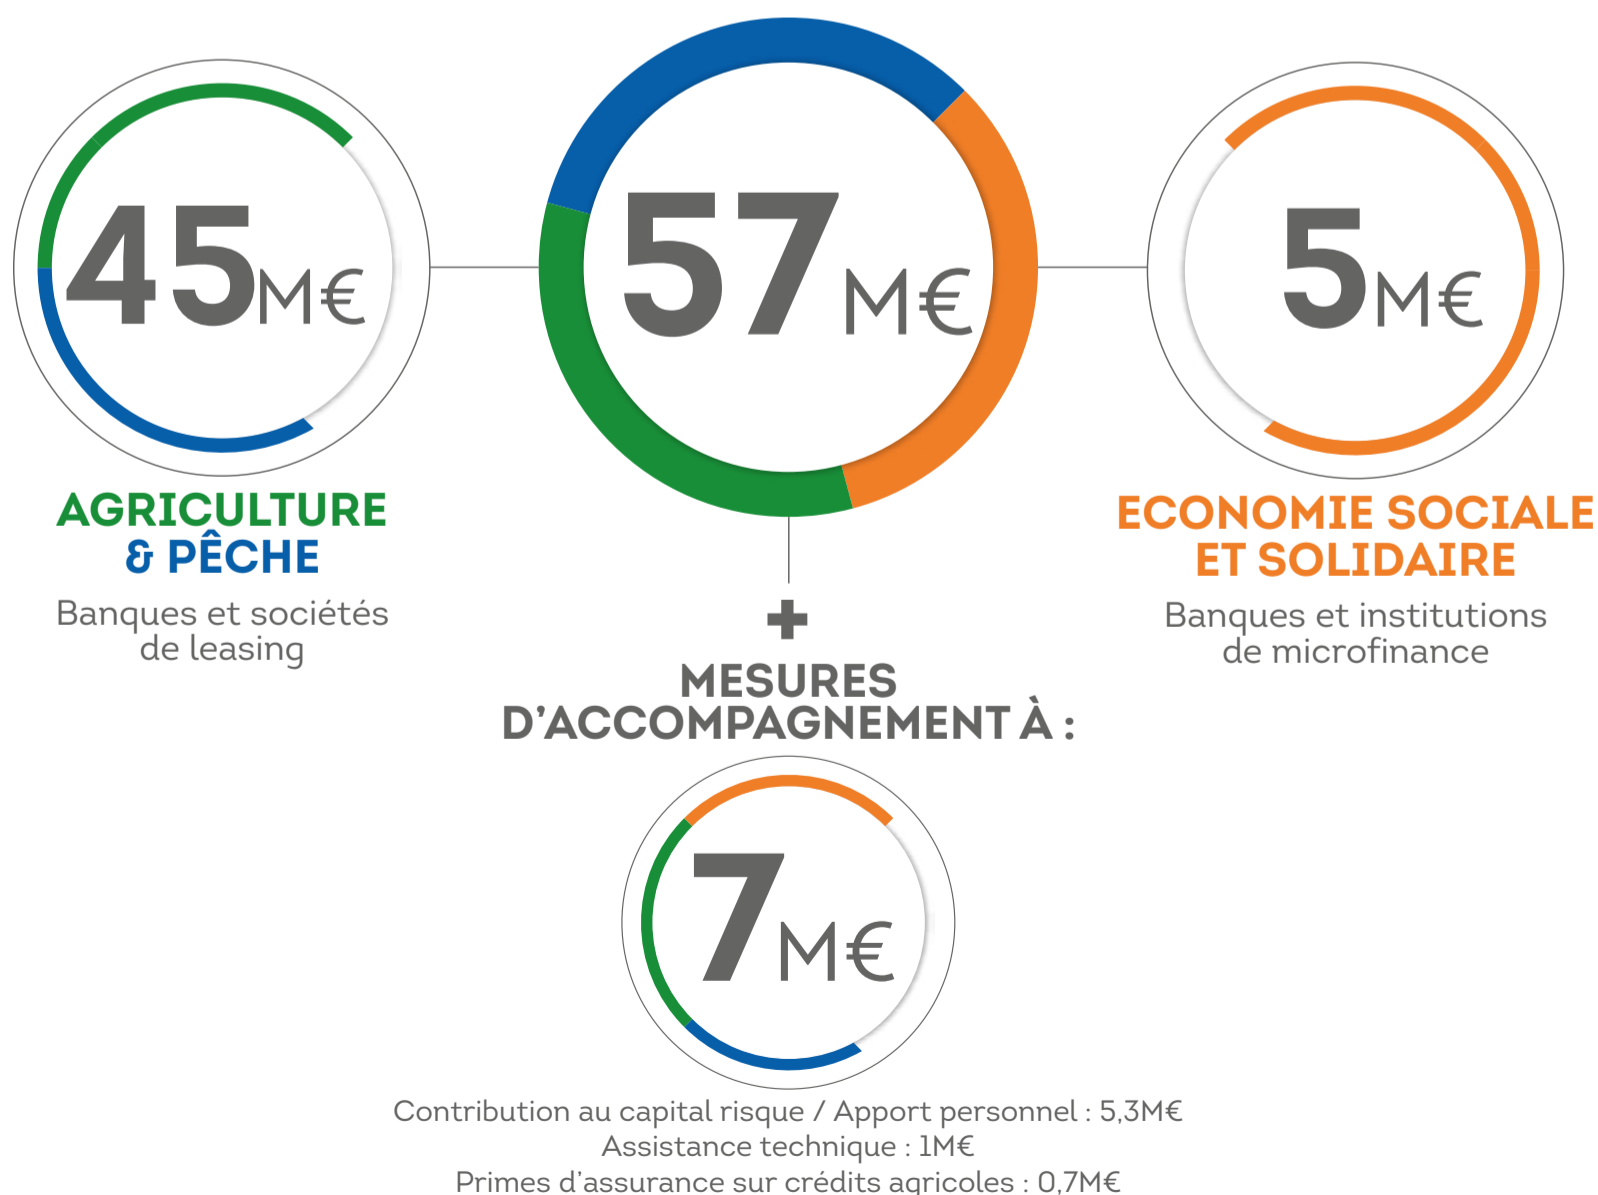 45M€
AGRICULTURE
& PÊCHE
Banques et sociétés
de leasing
57M€
+
MESURES
D’ACCOMPAGNEMENT À :
7M€
Contribution au capital risque / Apport personnel : 5,3M€
Assistance technique : 1M€
Primes d’assurance sur crédits agricoles : 0,7M€
5M€
ECONOMIE SOCIALE
ET SOLIDAIRE
Banques et institutions
de microfinance